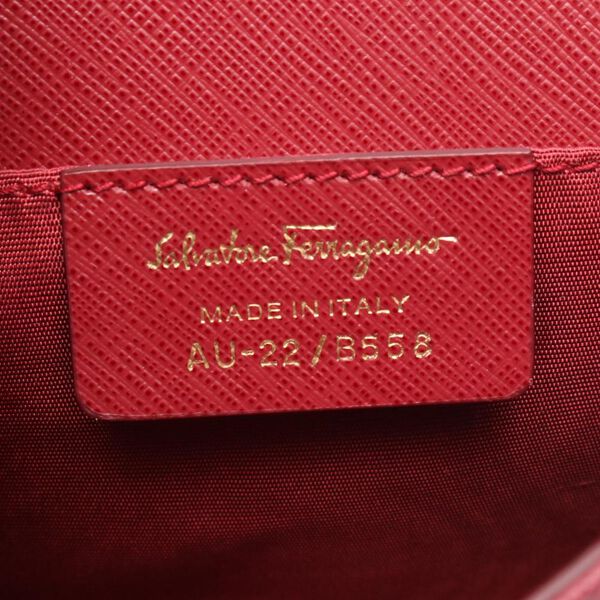 Salvatore Ferragamo
MADE IN ITALY
AU-22/B558